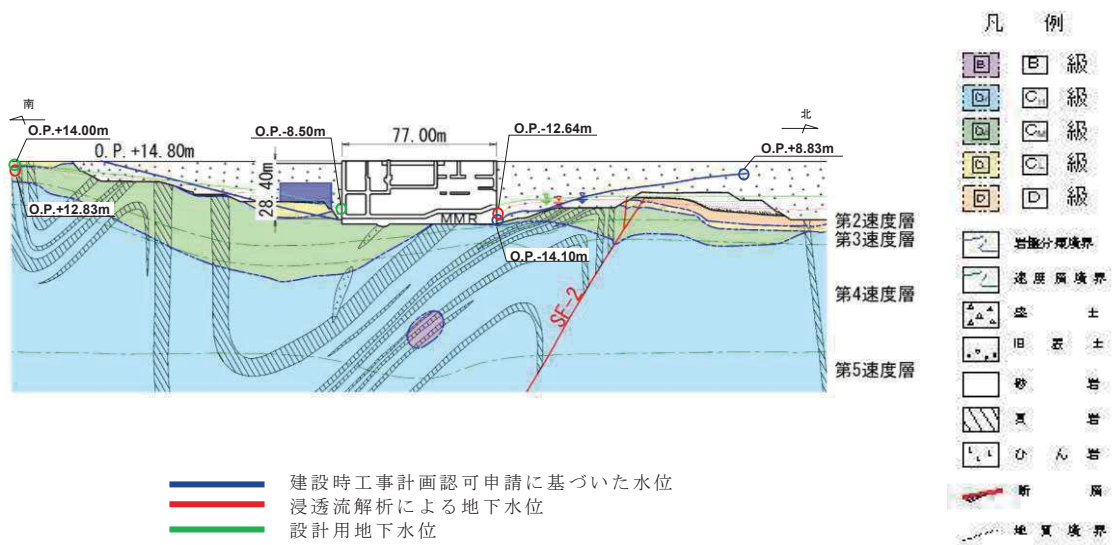 南
北
O.P.+14.00m
O.P.-8.50m
77.00m
O.P.-12.64m
O.P.+8.83m
O.P.+14.80m
28.40m
O.P.+12.83m
MMR
O.P.-14.10m
SF-2
第2速度層
第3速度層
第4速度層
第5速度層
建設時工事計画認可申請に基づいた水位
浸透流解析による地下水位
設計用地下水位
凡 例
B B 級
CH CH 級
CM CM 級
CL CL 級
D D 級
岩盤分類境界
速度層境界
盛 土
旧 表 土
砂 岩
頁 岩
ひ ん 岩
断 層
地 質 境 界